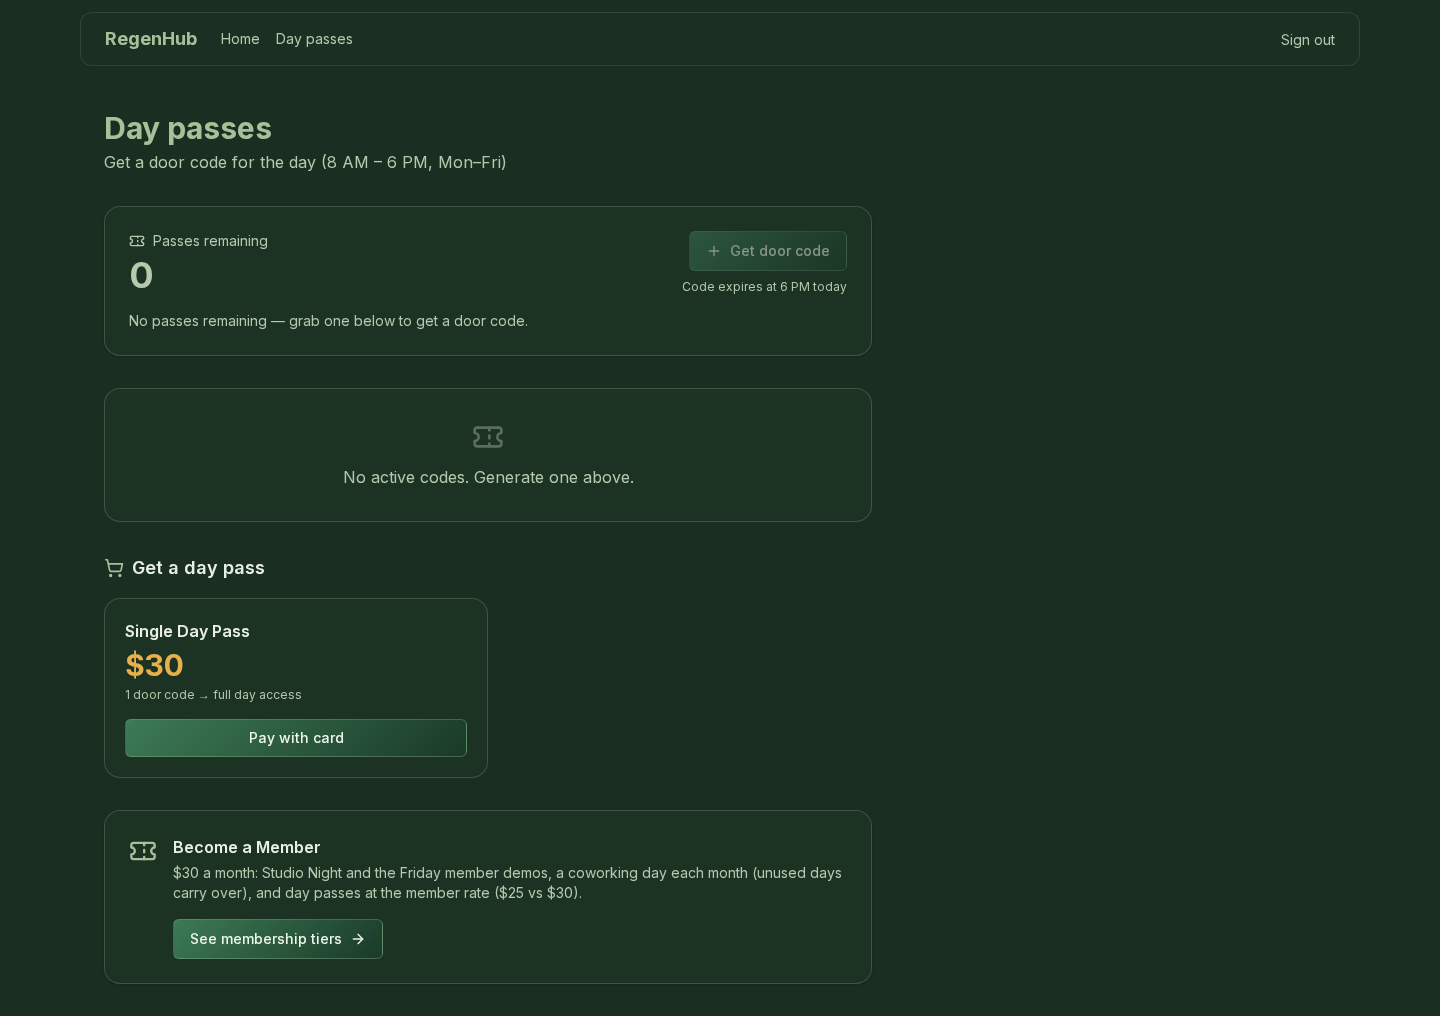 RegenHub
Home
Day passes
Sign out
Day passes
Get a door code for the day (8 AM – 6 PM, Mon–Fri)
Passes remaining
0
Get door code
Code expires at 6 PM today
No passes remaining — grab one below to get a door code.
No active codes. Generate one above.
Get a day pass
Single Day Pass
$30
1 door code → full day access
Pay with card
Become a Member
$30 a month: Studio Night and the Friday member demos, a coworking day each month (unused days
carry over), and day passes at the member rate ($25 vs $30).
See membership tiers →